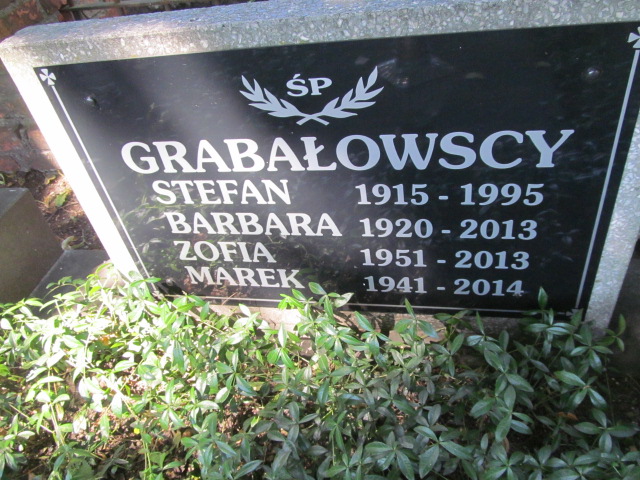 ŚP
GRABAŁOWSCY
STEFAN 1915 - 1995
BARBARA 1920 - 2013
ZOFIA 1951 - 2013
MAREK 1941 - 2014